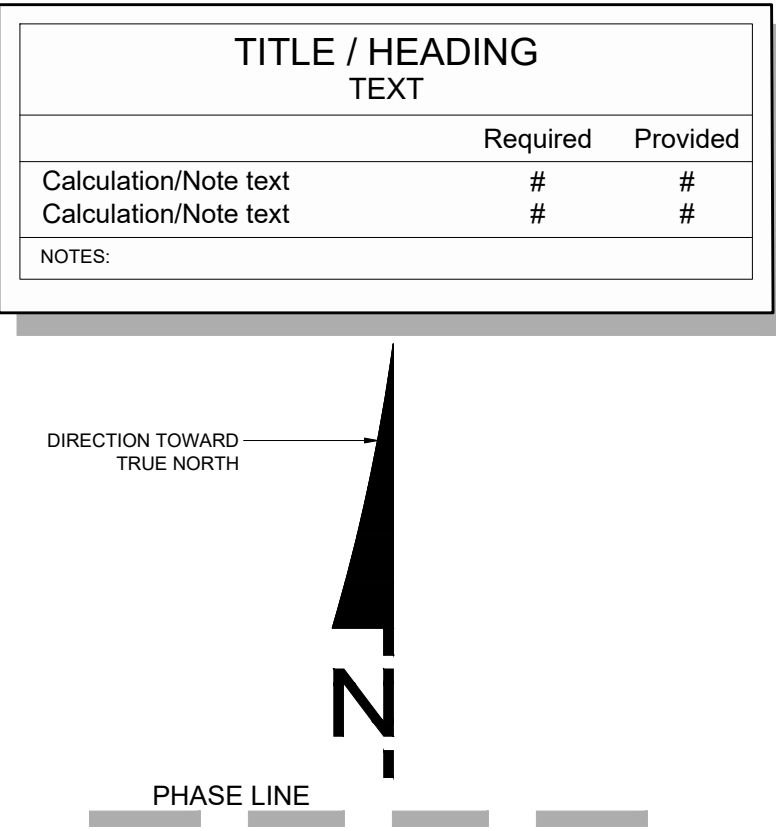 TITLE / HEADING
TEXT
Required Provided
Calculation/Note text # #
Calculation/Note text # #
NOTES:
DIRECTION TOWARD
TRUE NORTH
N
PHASE LINE